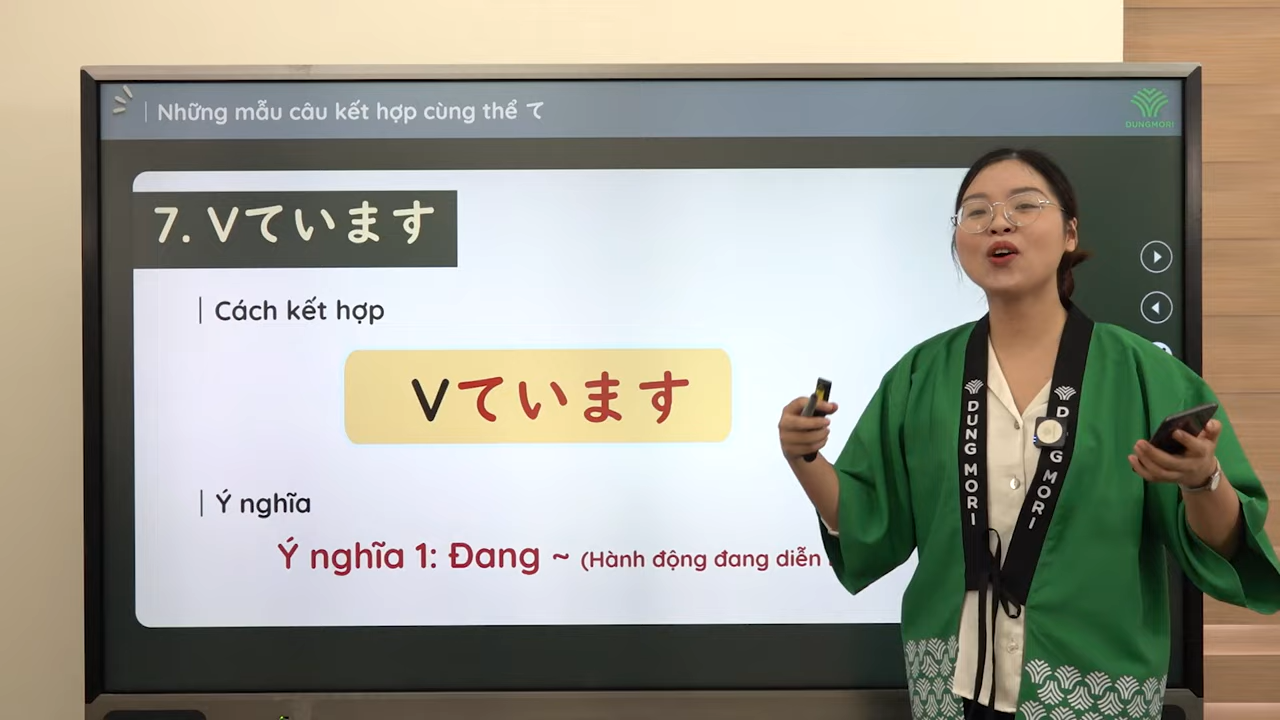 Những mẫu câu kết hợp cùng thể て
DUNGMORI
7. Vています
Cách kết hợp
Vています
Ý nghĩa
Ý nghĩa 1: Đang ~ (Hành động đang diễn
DUNG MORI
DUNG MORI